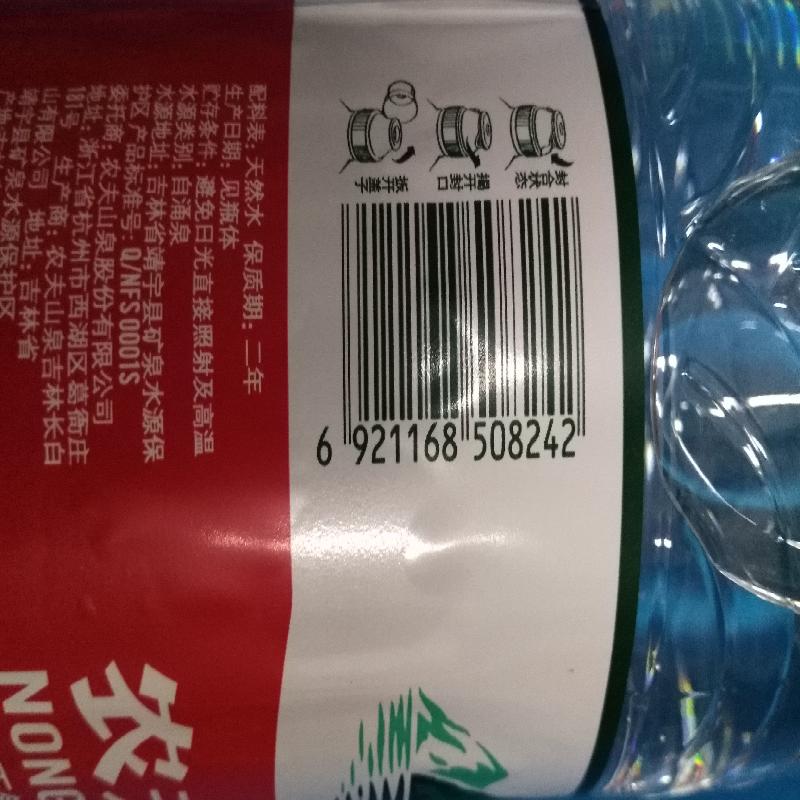 配料表: 天然水 保质期: 二年
生产日期: 见瓶体
贮存条件: 避免日光直接照射及高温
水源类别: 自涌泉
水源地址: 吉林省靖宇县矿泉水源保
护区 产品标准号: Q/NFS 0001S
委托商: 农夫山泉股份有限公司
地址: 浙江省杭州市西湖区葛衙庄
181号 生产商: 农夫山泉吉林长白
山有限公司 地址: 吉林省
靖宇县矿泉水源保护区
封合状态
揭开封口
扳开盖子
6 921168 508242
农
NONG